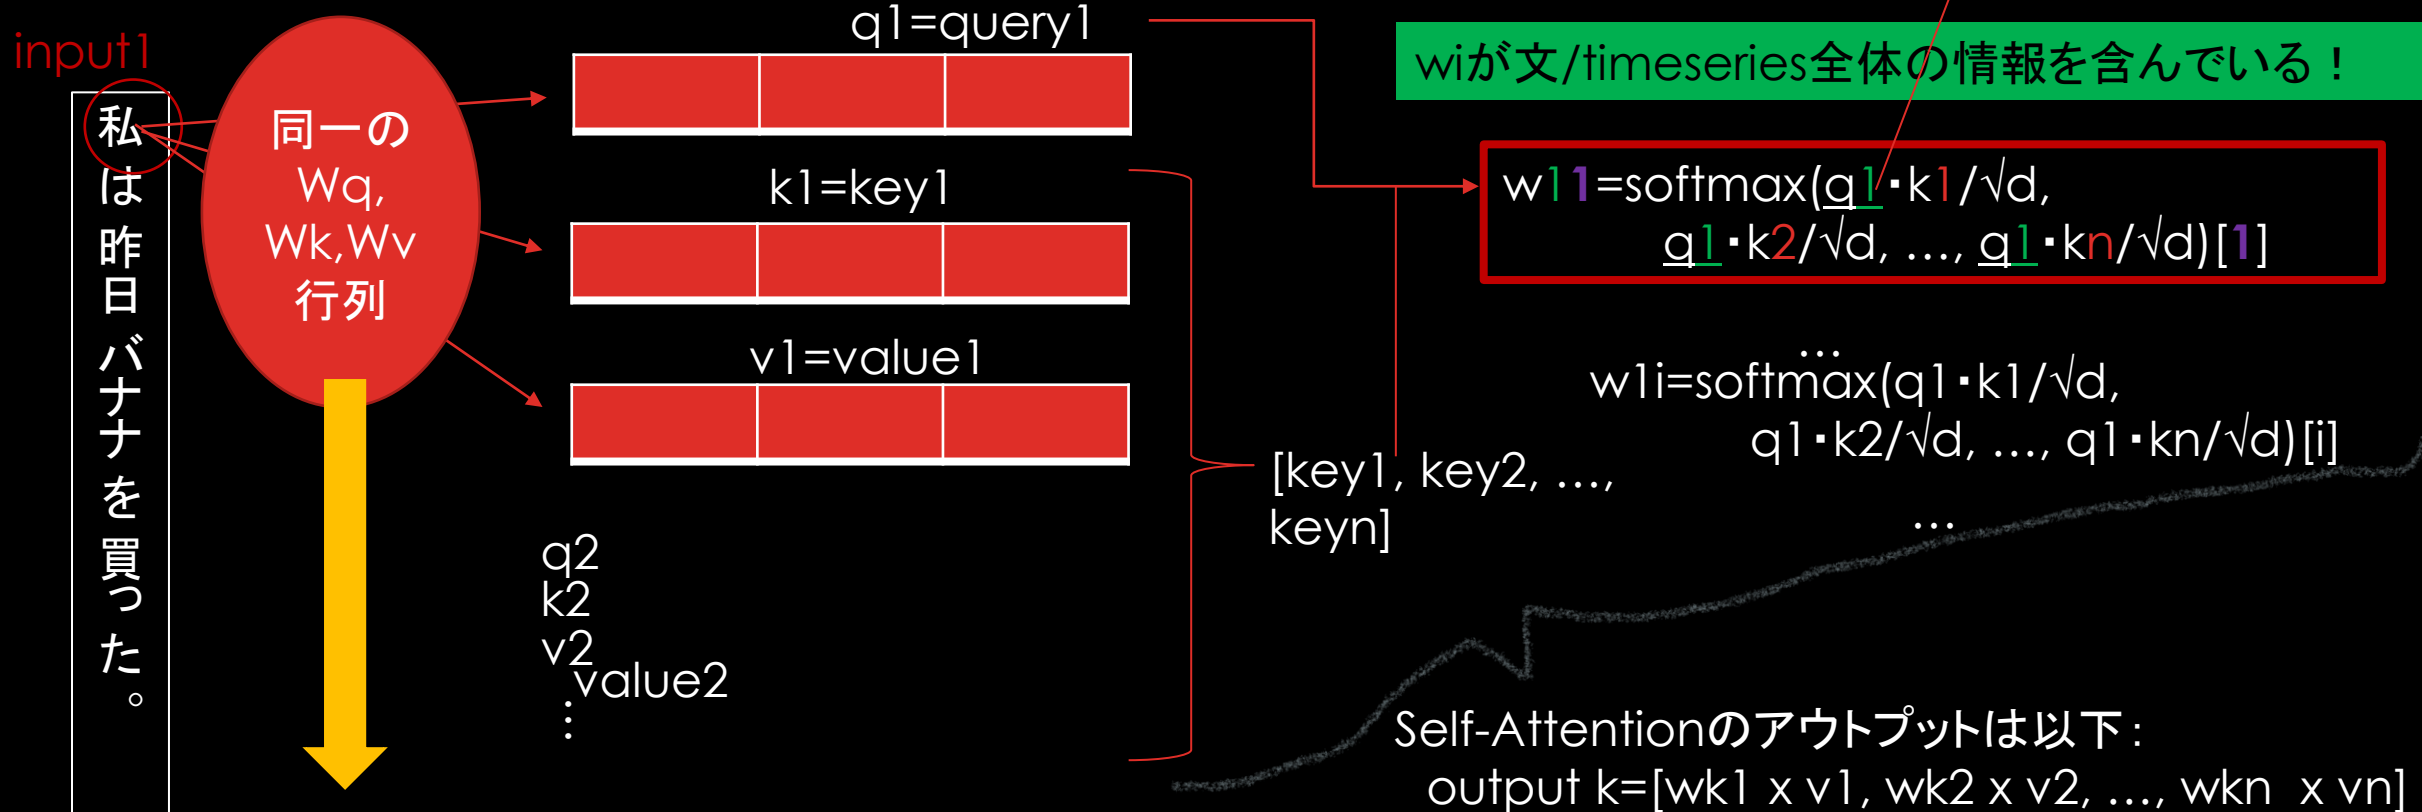 input1
私は昨日バナナを買った。
同一の
Wq,
Wk,Wv
行列
q1=query1
k1=key1
v1=value1
q2
k2
v2
value2
⋮
[key1, key2, …,
keyn]
wiが文/timeseries全体の情報を含んでいる！
w11=softmax(q1・k1/√d,
q1・k2/√d, …, q1・kn/√d)[1]
…
w1i=softmax(q1・k1/√d,
q1・k2/√d, …, q1・kn/√d)[i]
…
Self-Attentionのアウトプットは以下：
output k=[wk1 x v1, wk2 x v2, …, wkn x vn]